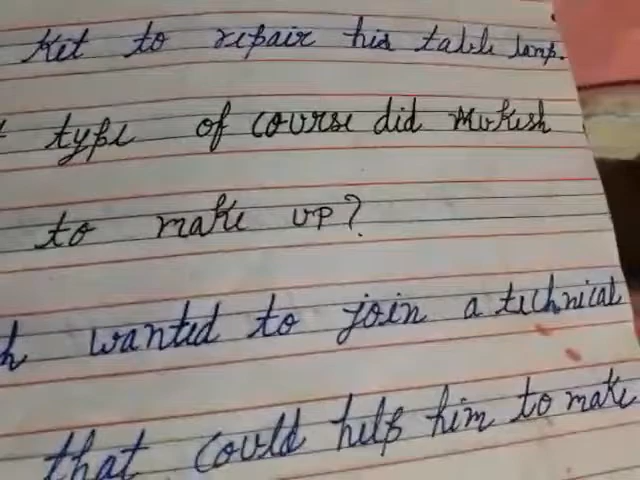 ket to repair his table lamp.
type of course did Mukesh
to make up?
h wanted to join a technical
that could help him to make